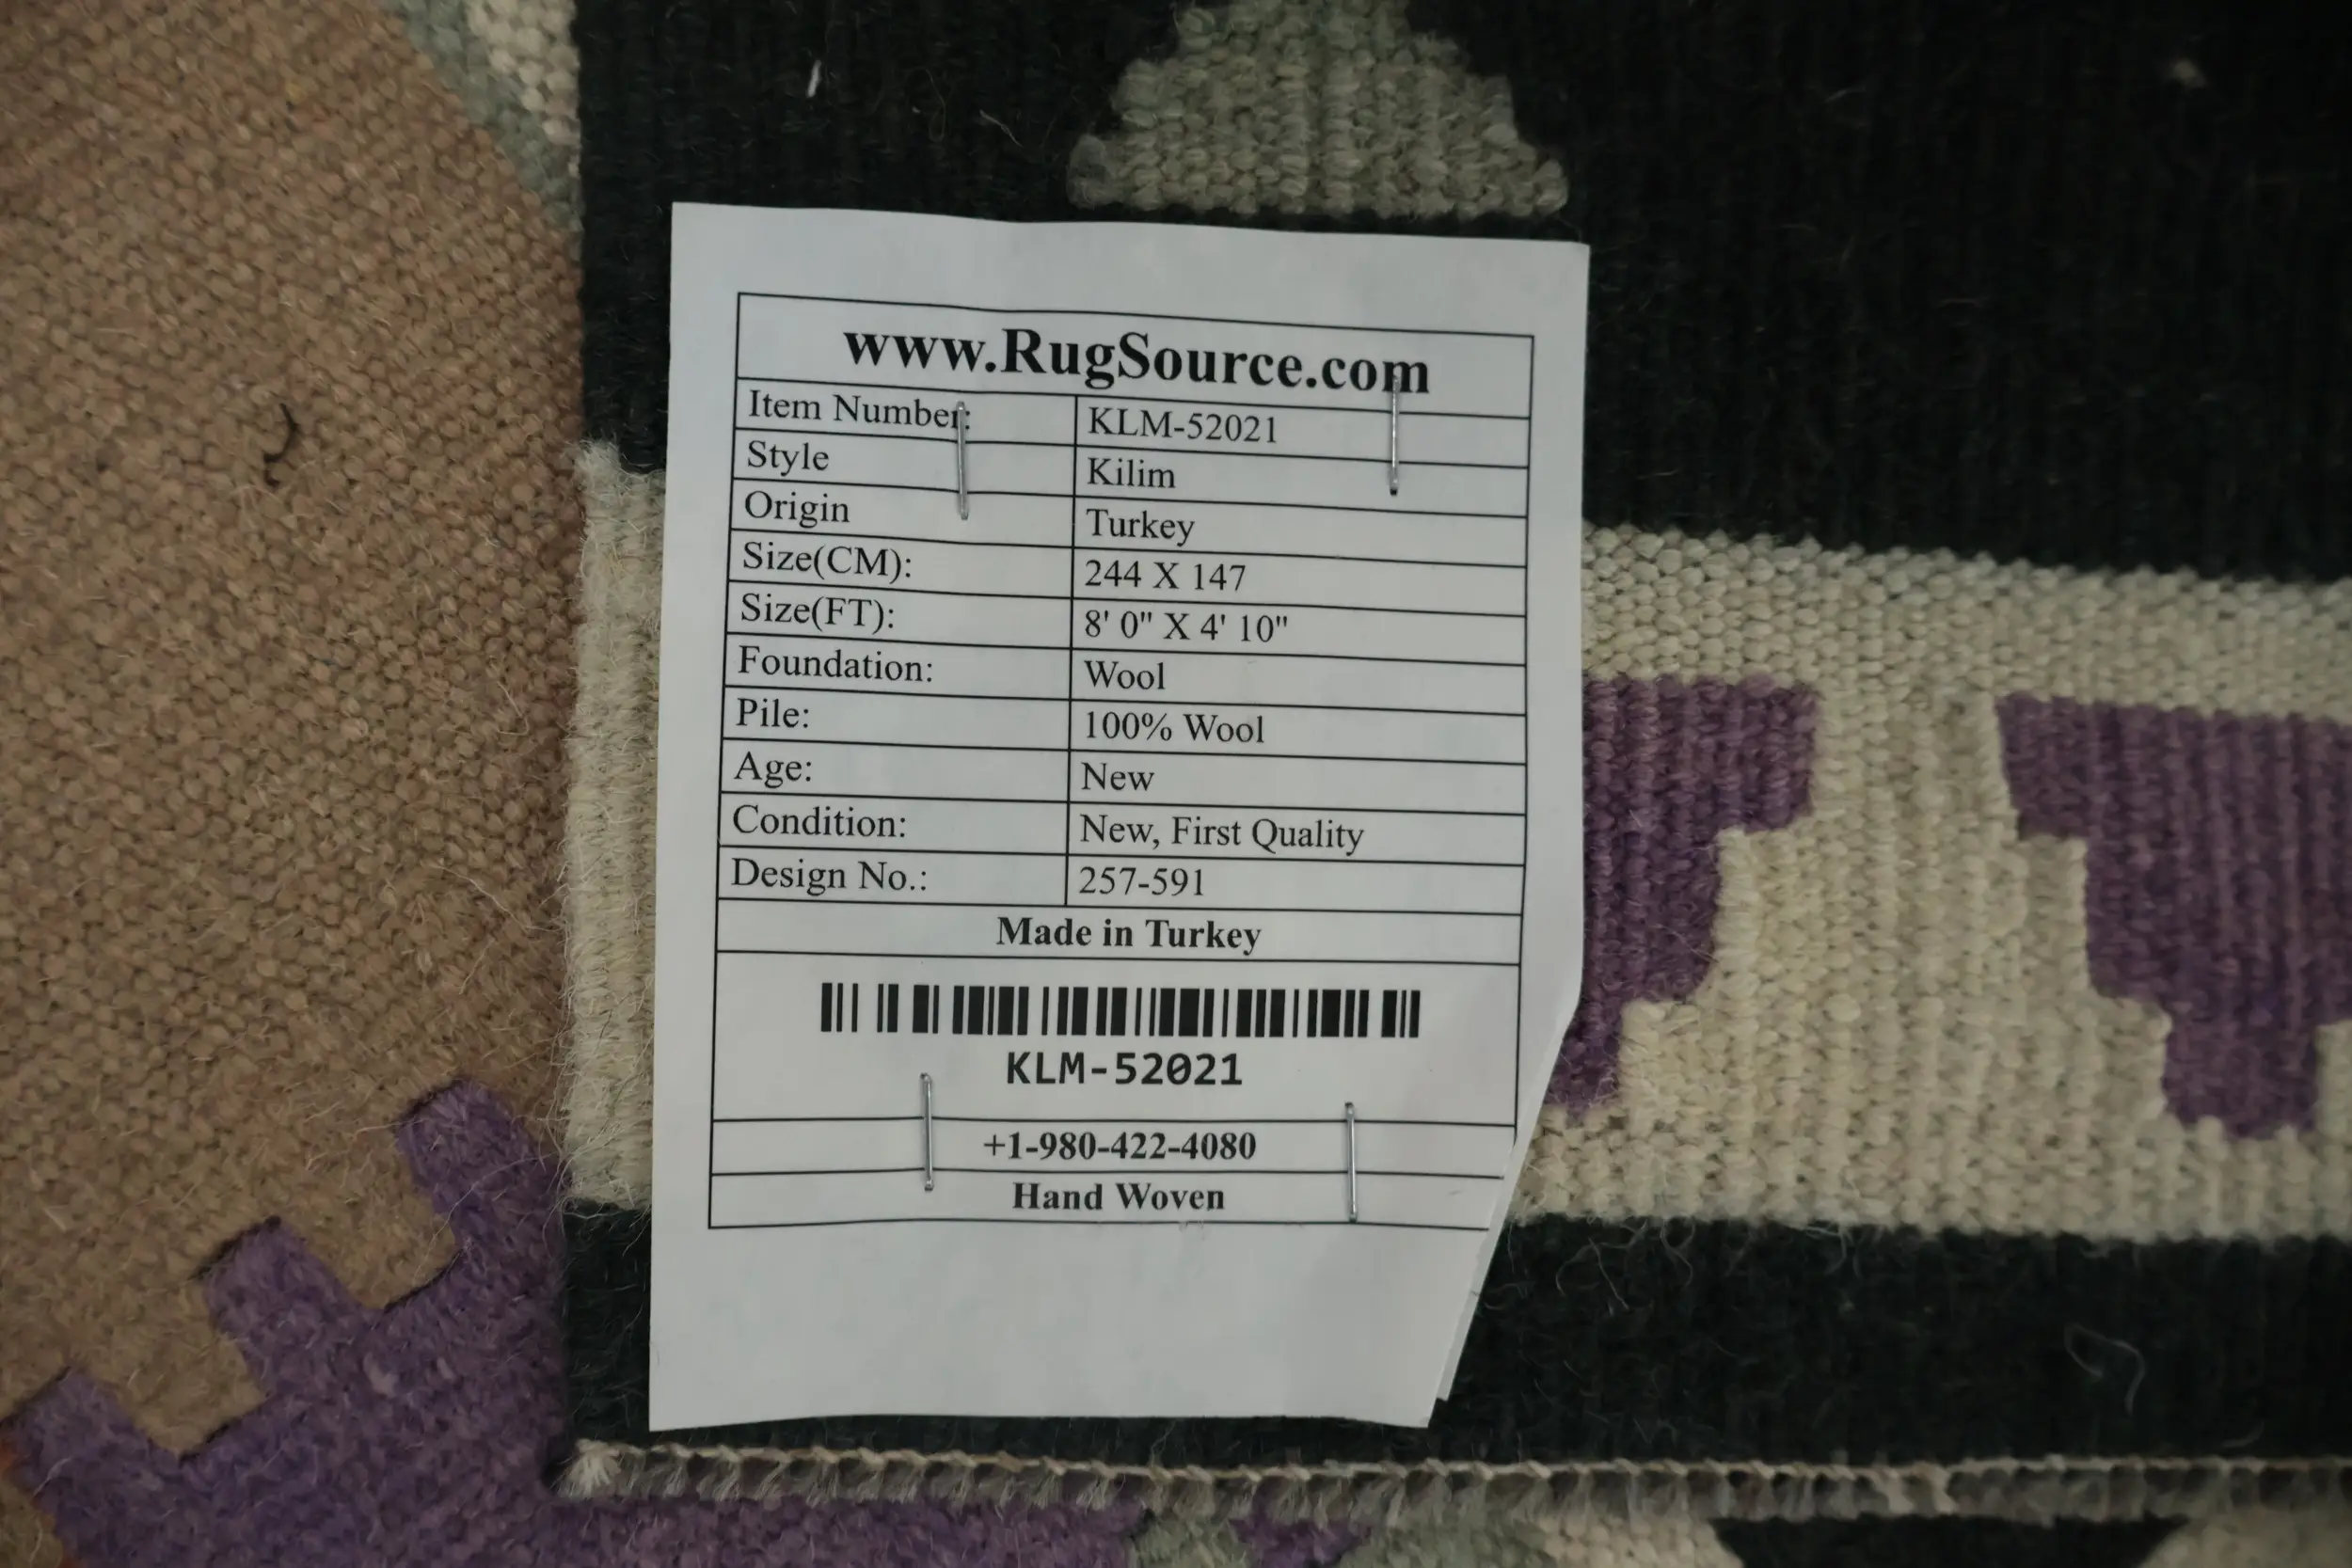 www.RugSource.com
Item Number: KLM-52021
Style Kilim
Origin Turkey
Size(CM): 244 X 147
Size(FT): 8' 0" X 4' 10"
Foundation: Wool
Pile: 100% Wool
Age: New
Condition: New, First Quality
Design No.: 257-591
Made in Turkey
KLM-52021
+1-980-422-4080
Hand Woven